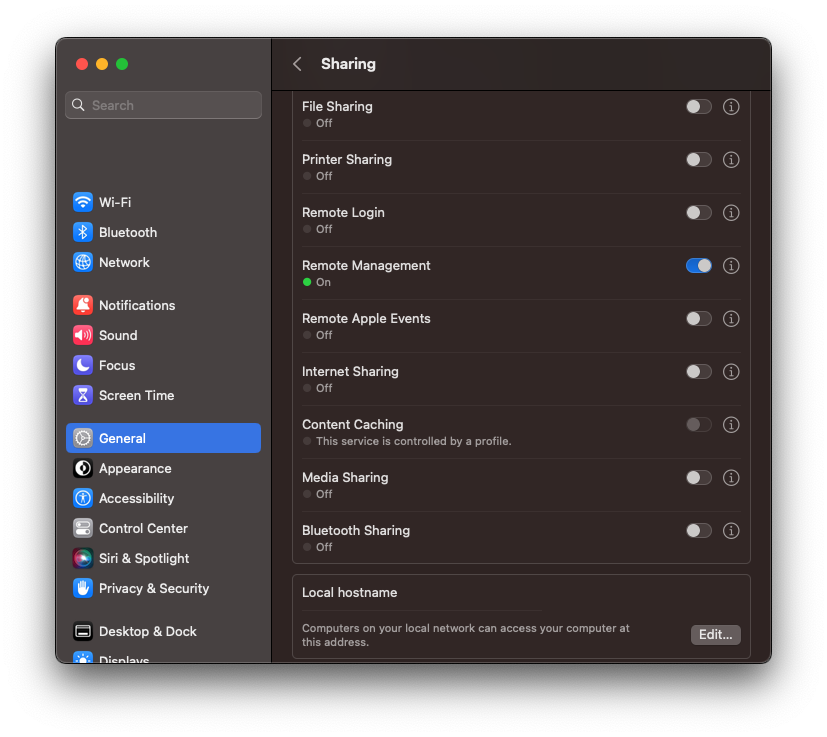 Sharing
Search
Wi-Fi
Bluetooth
Network
Notifications
Sound
Focus
Screen Time
General
Appearance
Accessibility
Control Center
Siri & Spotlight
Privacy & Security
Desktop & Dock
Displays
File Sharing
Off
Printer Sharing
Off
Remote Login
Off
Remote Management
On
Remote Apple Events
Off
Internet Sharing
Off
Content Caching
This service is controlled by a profile.
Media Sharing
Off
Bluetooth Sharing
Off
Local hostname
Computers on your local network can access your computer at
this address.
Edit...